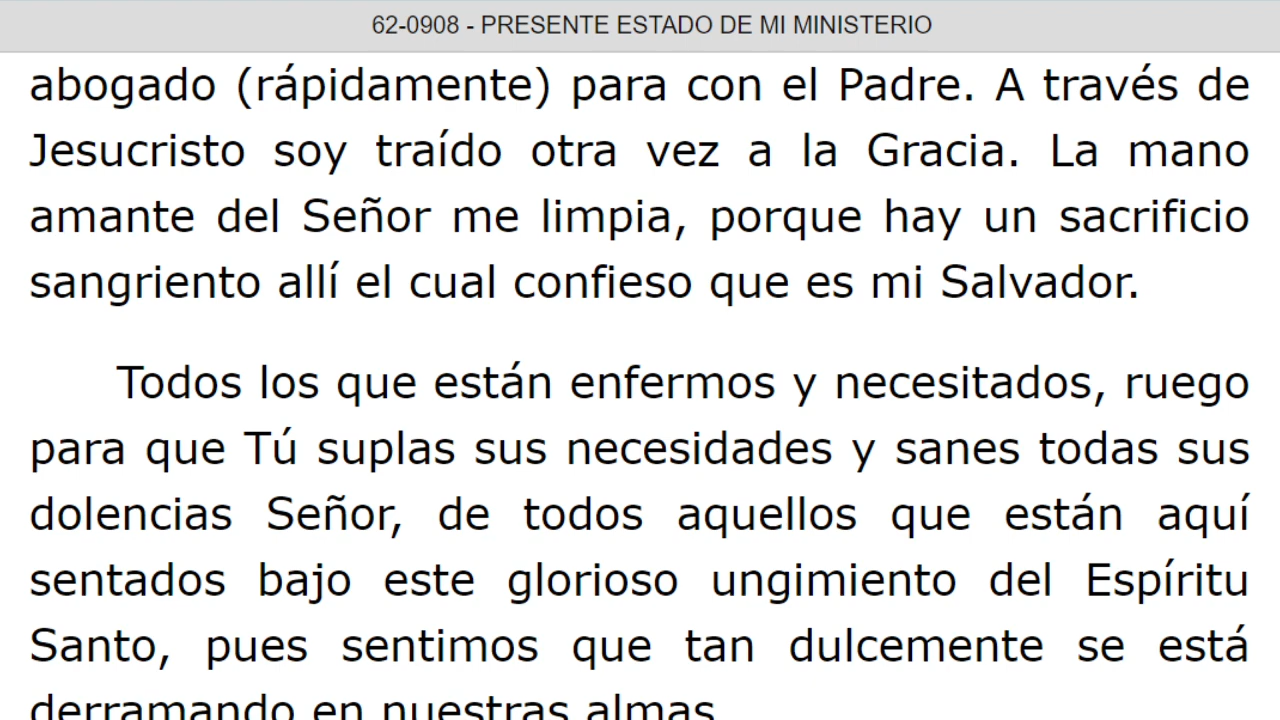 62-0908 - PRESENTE ESTADO DE MI MINISTERIO
abogado (rápidamente) para con el Padre. A través de
Jesucristo soy traído otra vez a la Gracia. La mano
amante del Señor me limpia, porque hay un sacrificio
sangriento allí el cual confieso que es mi Salvador.
Todos los que están enfermos y necesitados, ruego
para que Tú suplas sus necesidades y sanes todas sus
dolencias Señor, de todos aquellos que están aquí
sentados bajo este glorioso ungimiento del Espíritu
Santo, pues sentimos que tan dulcemente se está
derramando en nuestras almas.